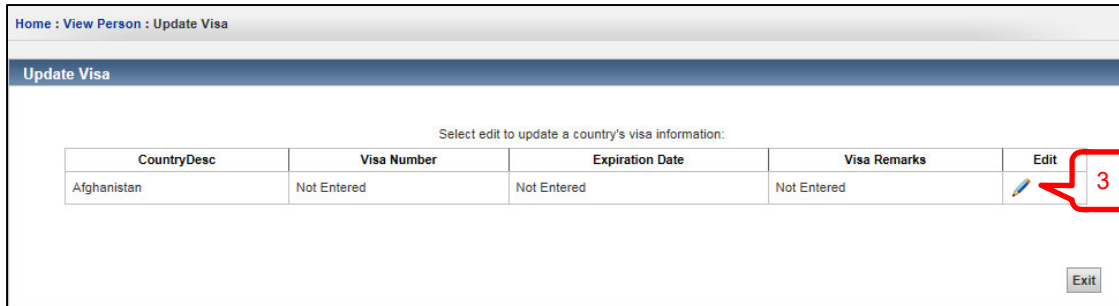 Home : View Person : Update Visa
Update Visa
Select edit to update a country's visa information:
CountryDesc Visa Number Expiration Date Visa Remarks Edit
Afghanistan Not Entered Not Entered Not Entered
3
Exit